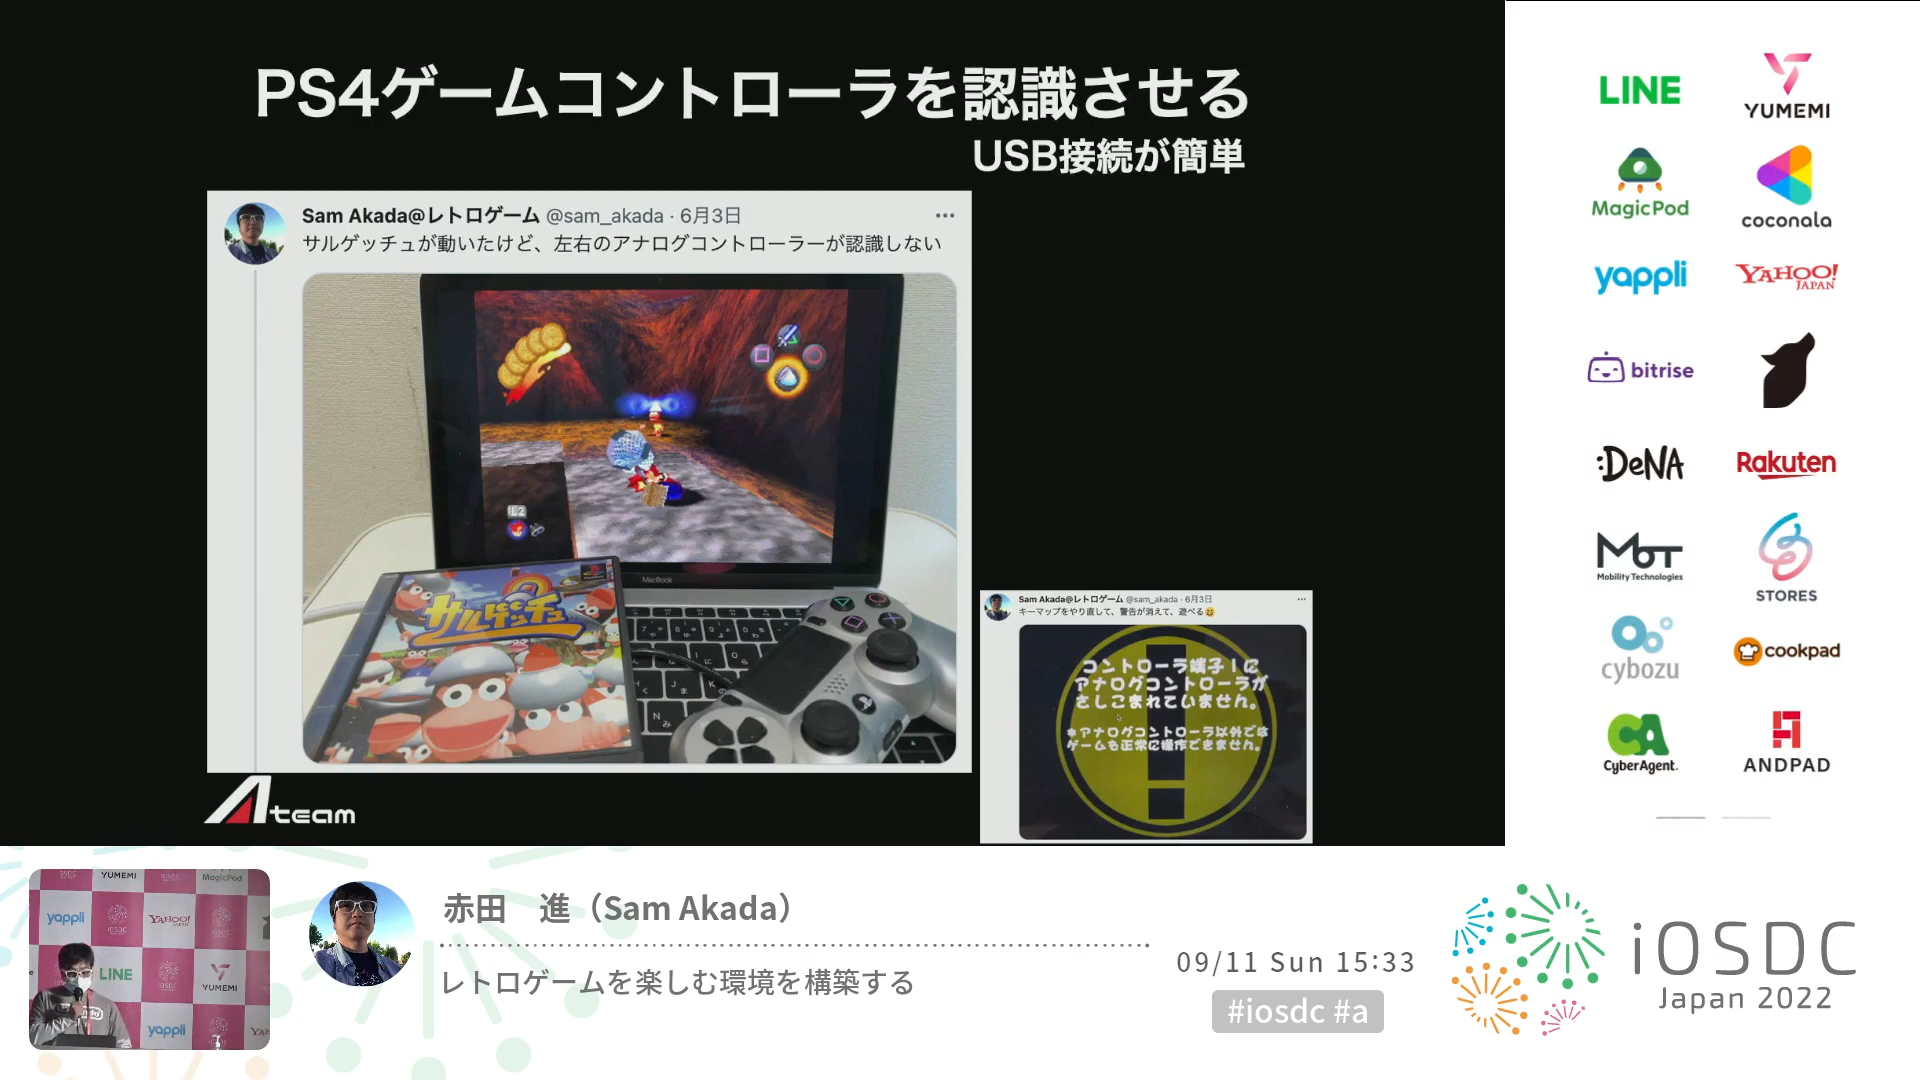 PS4ゲームコントローラを認識させる
USB接続が簡単
Sam Akada@レトロゲーム @sam_akada · 6月3日
サルゲッチュが動いたけど、左右のアナログコントローラーが認識しない
L2
MacBook
サルゲッチュ
Sam Akada@レトロゲーム @sam_akada · 6月3日
キーマップをやり直して、警告が消えて、遊べる😃
コントローラ端子1に
アナログコントローラが
さしこまれていません。
*アナログコントローラ以外では
ゲームを正常に操作できません。
Ateam
LINE
YUMEMI
MagicPod
coconala
yappli
YAHOO!
JAPAN
bitrise
:DeNA
Rakuten
MoT
Mobility Technologies
STORES
cybozu
cookpad
CA
CyberAgent.
ANDPAD
YUMEMI
MagicPod
yappli
YAHOO!
LINE
YUMEMI
yappli
赤田 進（Sam Akada）
レトロゲームを楽しむ環境を構築する
09/11 Sun 15:33
#iosdc #a
iOSDC
Japan 2022